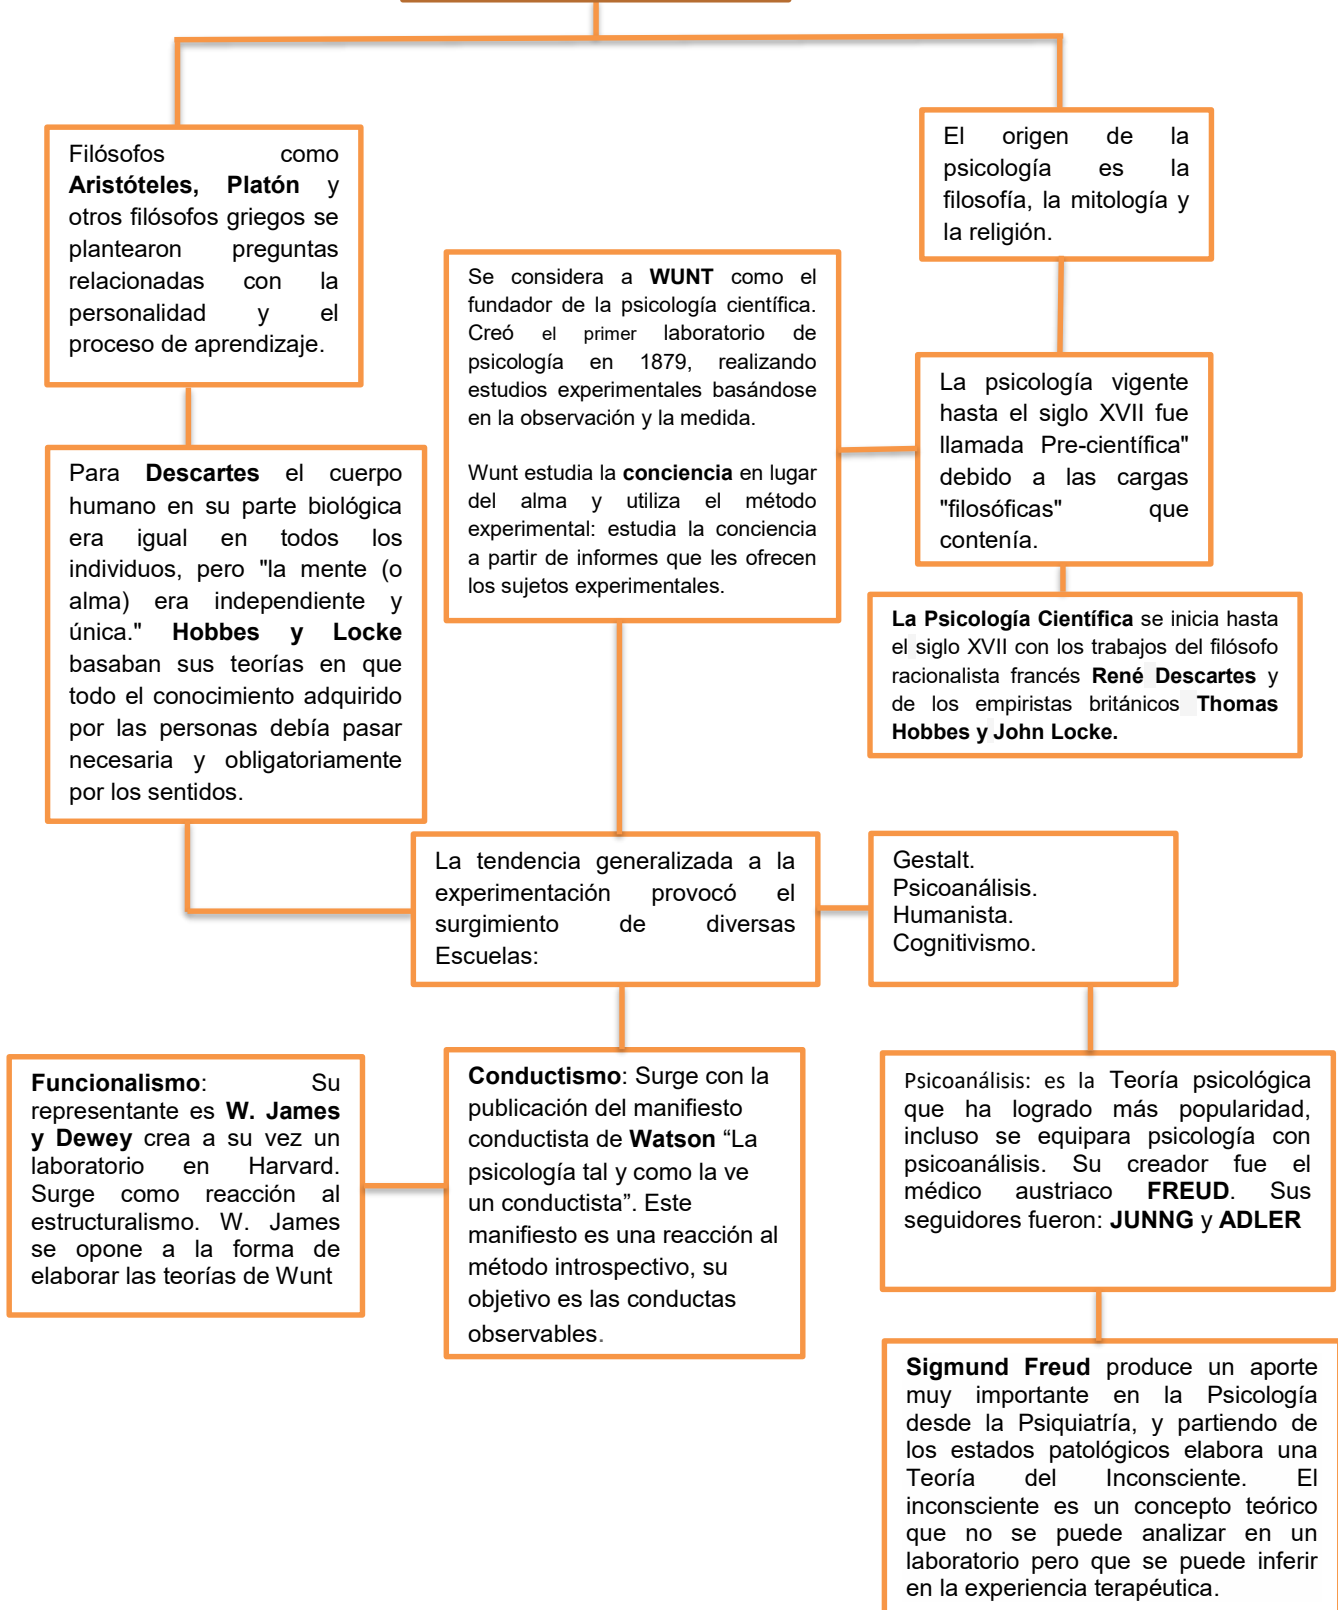 Filósofos como
Aristóteles, Platón y
otros filósofos griegos se
plantearon preguntas
relacionadas con la
personalidad y el
proceso de aprendizaje.
El origen de la
psicología es la
filosofía, la mitología y
la religión.
Se considera a WUNT como el
fundador de la psicología científica.
Creó el primer laboratorio de
psicología en 1879, realizando
estudios experimentales basándose
en la observación y la medida.
Wunt estudia la conciencia en lugar
del alma y utiliza el método
experimental: estudia la conciencia
a partir de informes que les ofrecen
los sujetos experimentales.
La psicología vigente
hasta el siglo XVII fue
llamada Pre-científica"
debido a las cargas
"filosóficas" que
contenía.
Para Descartes el cuerpo
humano en su parte biológica
era igual en todos los
individuos, pero "la mente (o
alma) era independiente y
única." Hobbes y Locke
basaban sus teorías en que
todo el conocimiento adquirido
por las personas debía pasar
necesaria y obligatoriamente
por los sentidos.
La Psicología Científica se inicia hasta
el siglo XVII con los trabajos del filósofo
racionalista francés René Descartes y
de los empiristas británicos Thomas
Hobbes y John Locke.
La tendencia generalizada a la
experimentación provocó el
surgimiento de diversas
Escuelas:
Gestalt.
Psicoanálisis.
Humanista.
Cognitivismo.
Funcionalismo: Su
representante es W. James
y Dewey crea a su vez un
laboratorio en Harvard.
Surge como reacción al
estructuralismo. W. James
se opone a la forma de
elaborar las teorías de Wunt
Conductismo: Surge con la
publicación del manifiesto
conductista de Watson “La
psicología tal y como la ve
un conductista”. Este
manifiesto es una reacción al
método introspectivo, su
objetivo es las conductas
observables.
Psicoanálisis: es la Teoría psicológica
que ha logrado más popularidad,
incluso se equipara psicología con
psicoanálisis. Su creador fue el
médico austriaco FREUD. Sus
seguidores fueron: JUNNG y ADLER
Sigmund Freud produce un aporte
muy importante en la Psicología
desde la Psiquiatría, y partiendo de
los estados patológicos elabora una
Teoría del Inconsciente. El
inconsciente es un concepto teórico
que no se puede analizar en un
laboratorio pero que se puede inferir
en la experiencia terapéutica.